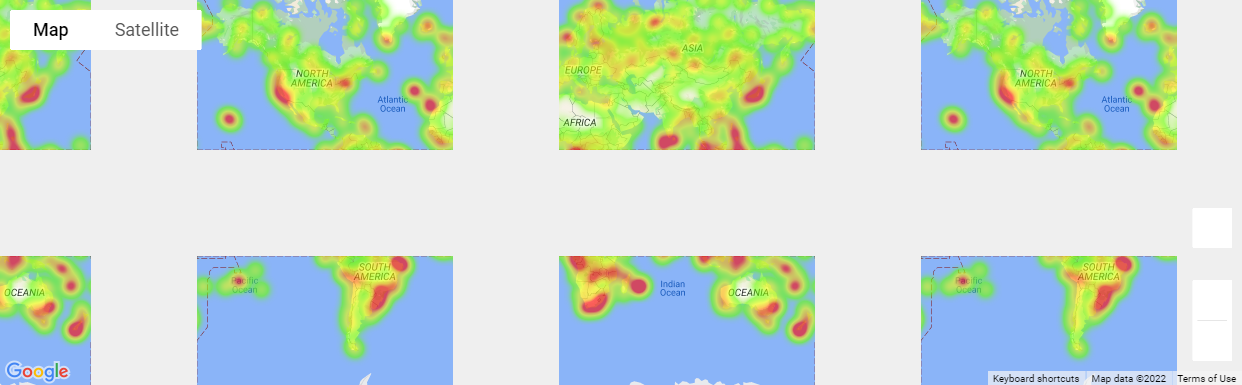 Map Satellite
ASIA
EUROPE
NORTH
AMERICA
NORTH
AMERICA
Atlantic
Ocean
Atlantic
Ocean
AFRICA
OCEANIA
Pacific
Ocean
SOUTH
AMERICA
Indian
Ocean
OCEANIA
Pacific
Ocean
SOUTH
AMERICA
Google
Keyboard shortcuts Map data ©2022 Terms of Use